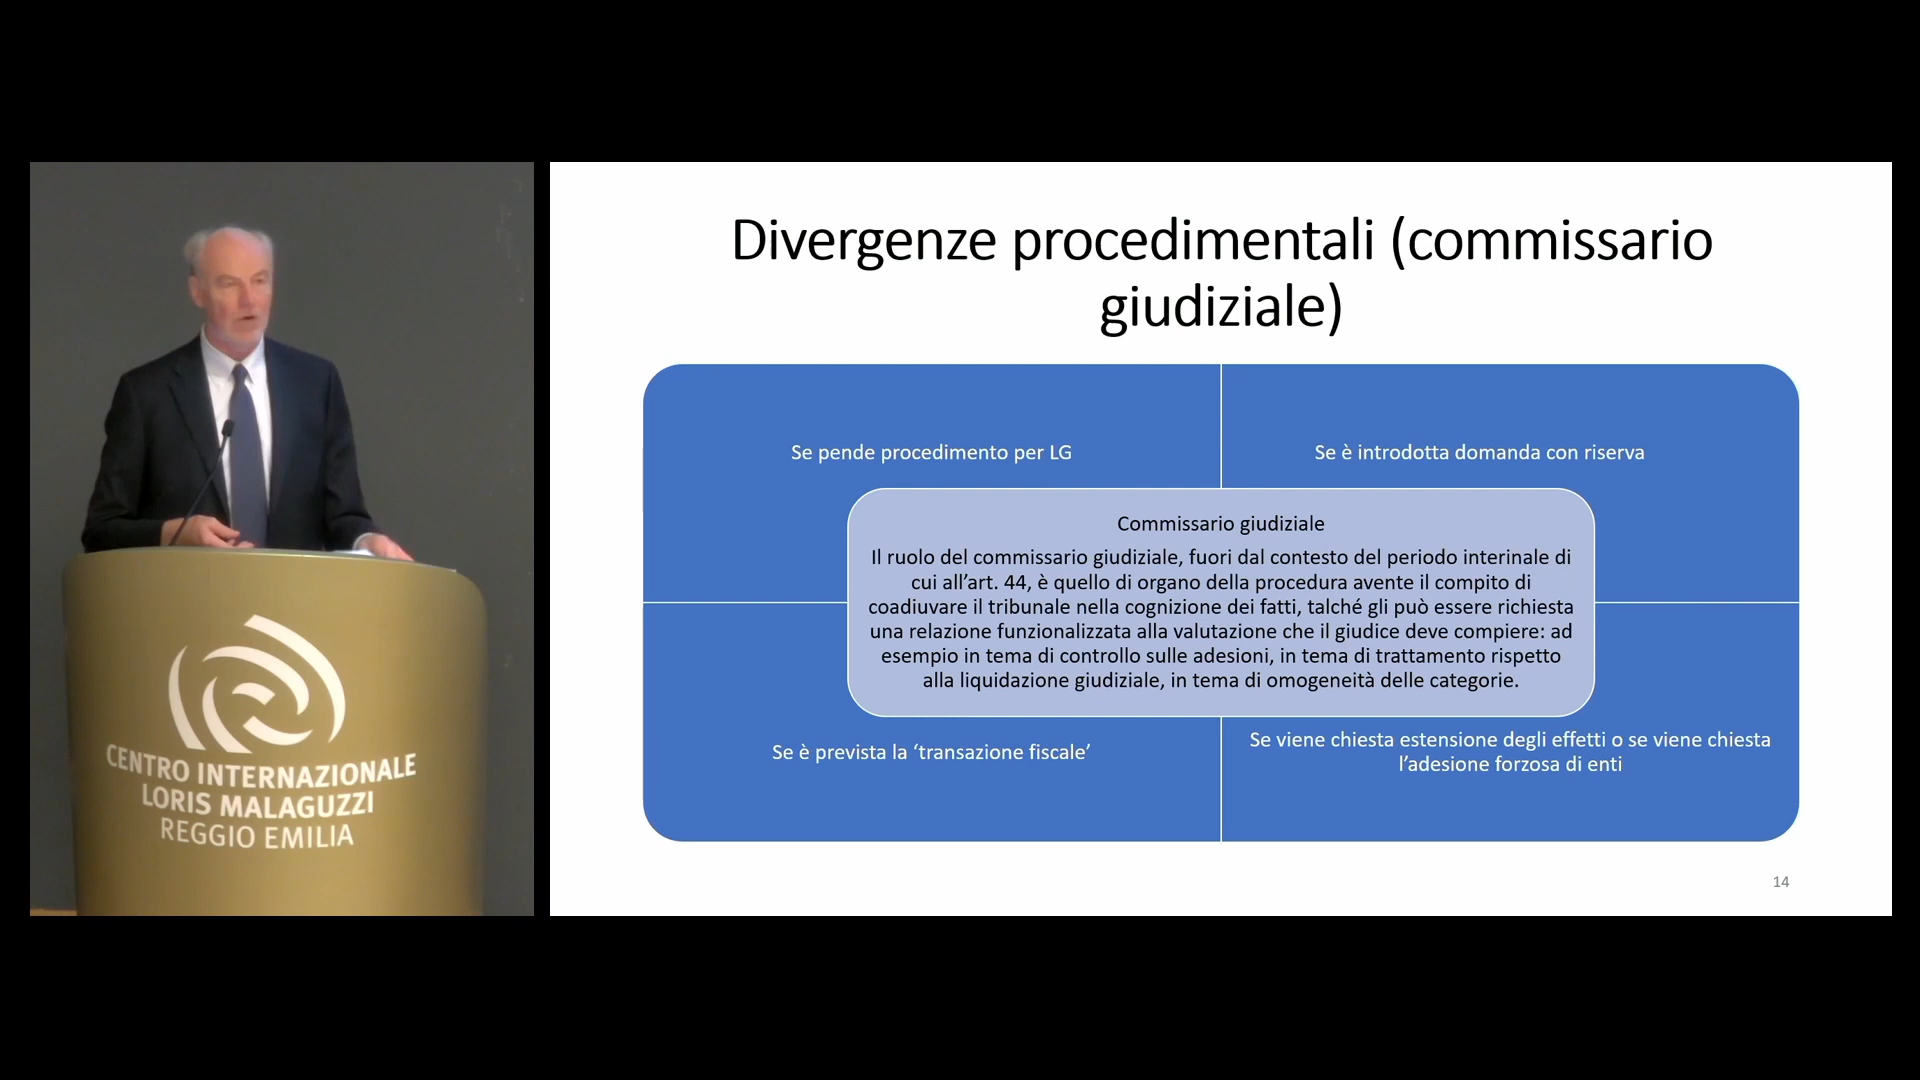 Divergenze procedimentali (commissario
giudiziale)
Se pende procedimento per LG
Se è introdotta domanda con riserva
Commissario giudiziale
Il ruolo del commissario giudiziale, fuori dal contesto del periodo interinale di
cui all’art. 44, è quello di organo della procedura avente il compito di
coadiuvare il tribunale nella cognizione dei fatti, talché gli può essere richiesta
una relazione funzionalizzata alla valutazione che il giudice deve compiere: ad
esempio in tema di controllo sulle adesioni, in tema di trattamento rispetto
alla liquidazione giudiziale, in tema di omogeneità delle categorie.
Se è prevista la ‘transazione fiscale’
Se viene chiesta estensione degli effetti o se viene chiesta
l’adesione forzosa di enti
14
CENTRO INTERNAZIONALE
LORIS MALAGUZZI
REGGIO EMILIA